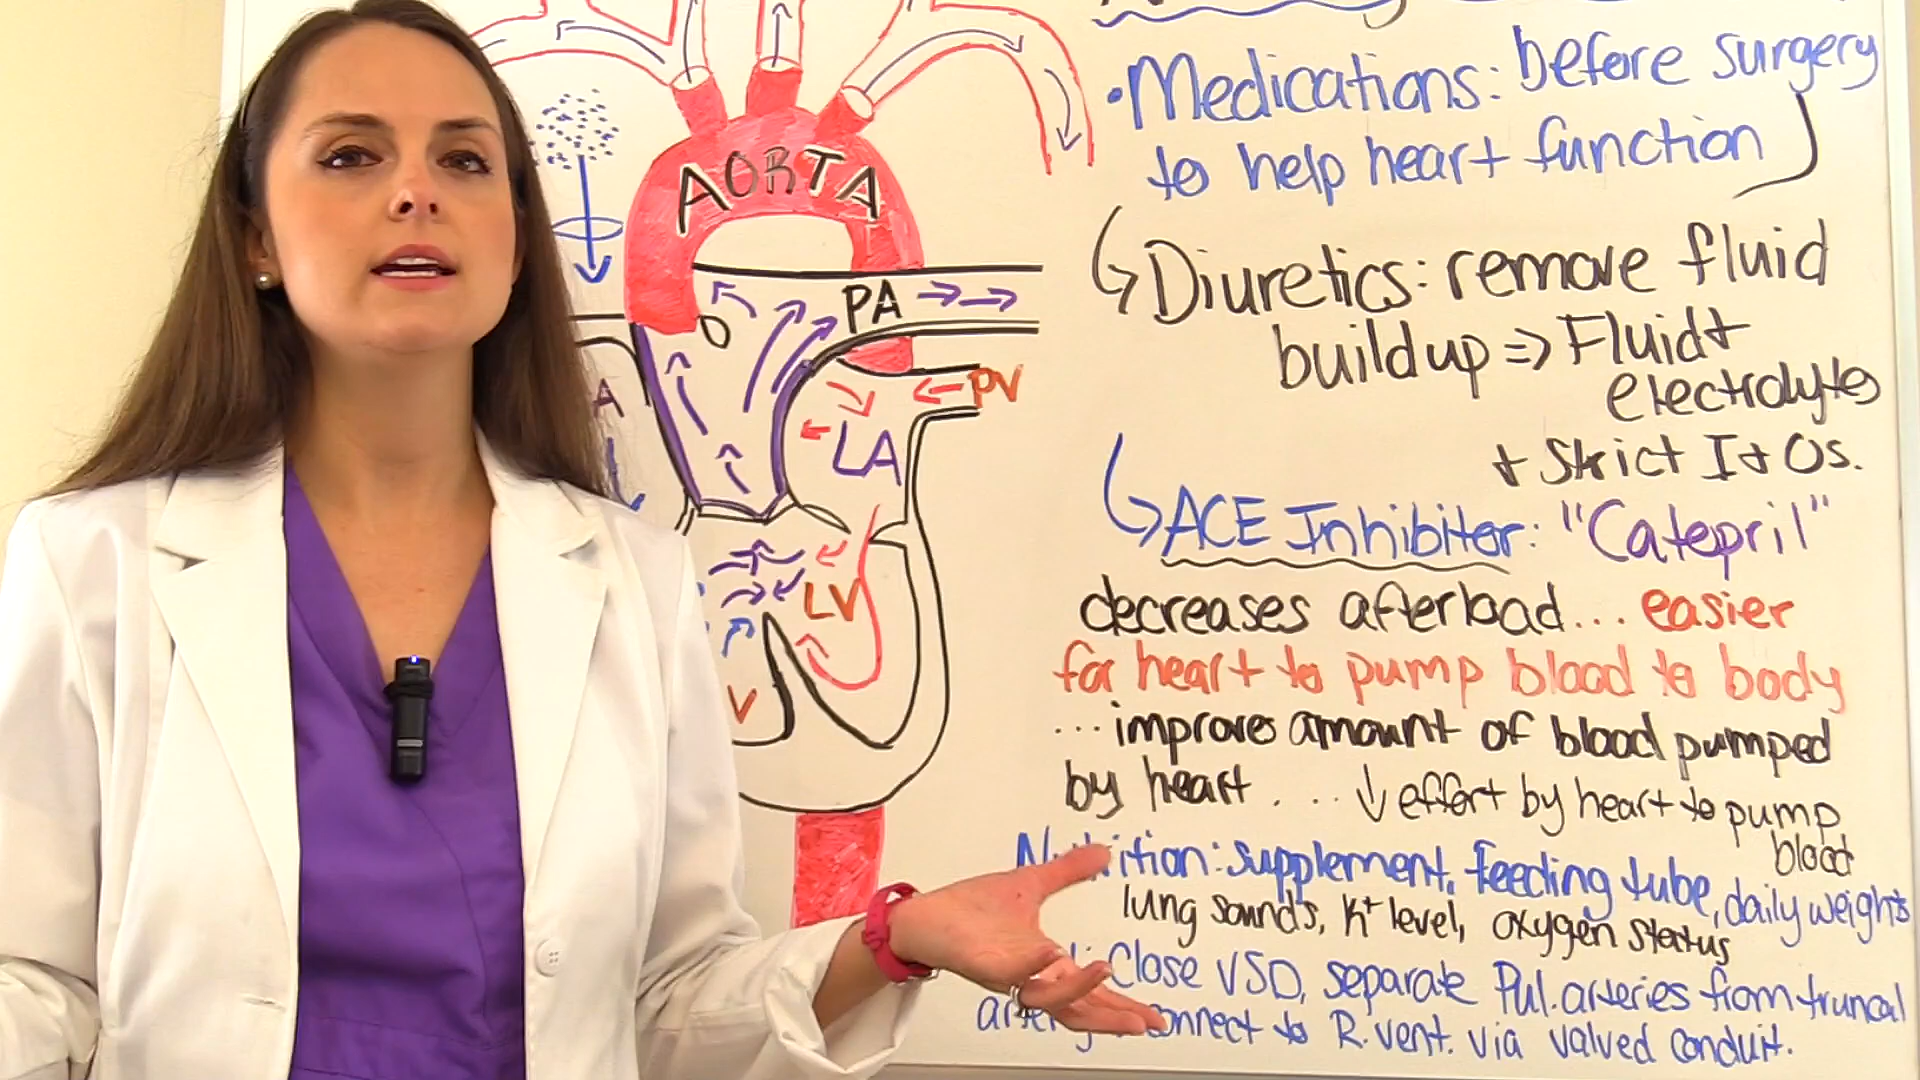 AORTA
PA
PV
A
LA
LV
V
• Medications: before surgery
to help heart function
Diuretics: remove fluid
buildup => Fluid +
electrolytes
+ Strict I + Os.
ACE Inhibitor: "Catopril"
decreases afterload... easier
for heart to pump blood to body
... improves amount of blood pumped
by heart .... ↓ effort by heart to pump
blood
Nutrition: supplement, feeding tube, daily weights
lung sounds, K+ level, oxygen status
Close VSD, separate Pul. arteries from truncal
connect to R. vent. via valved conduit.